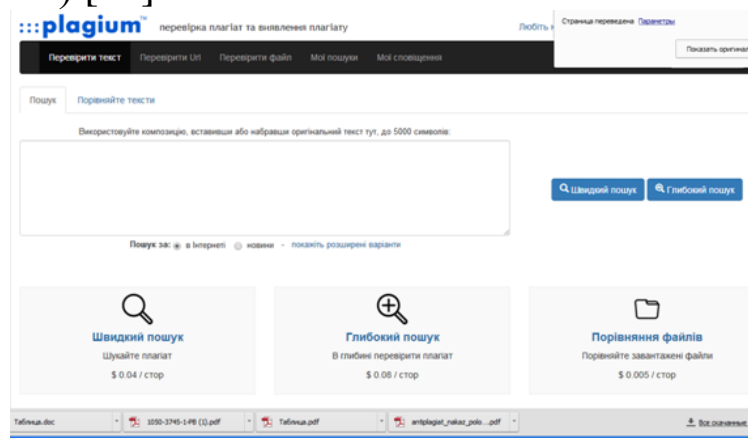 :::plagium™ перевірка плагіат та виявлення плагіату Любіть
Страница переведена Параметры
Показать оригинал
Перевірити текст Перевірити Url Перевірити файл Мої пошуки Мої сповіщення
Пошук Порівняйте тексти
Використовуйте композицію, вставивши або набравши оригінальний текст тут, до 5000 символів:
Швидкий пошук Глибокий пошук
Пошук за: в Інтернеті новини - покажіть розширені варіанти
Швидкий пошук Глибокий пошук Порівняння файлів
Шукайте плагіат В глибині перевірити плагіат Порівняйте завантажені файли
$ 0.04 / стор $ 0.08 / стор $ 0.005 / стор
Таблиця.doc 1050-3745-1-PB (1).pdf Таблиця.pdf antiplagiat_nakaz_polo....pdf Все скачанные